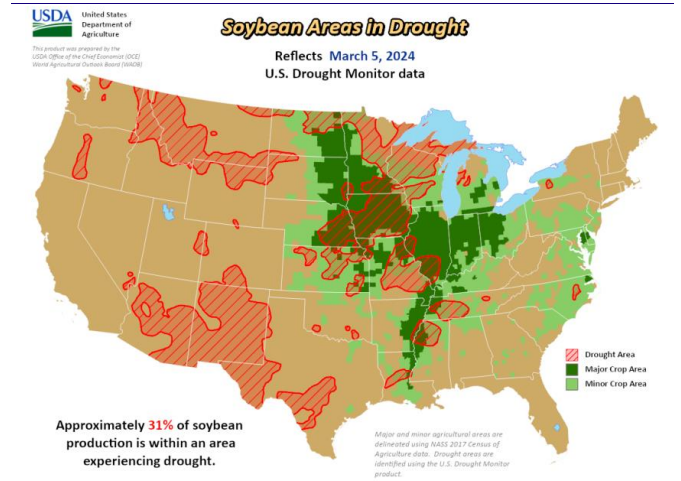 USDA
United States
Department of
Agriculture
This product was prepared by the
USDA Office of the Chief Economist (OCE)
World Agricultural Outlook Board (WAOB)
Soybean Areas in Drought
Reflects March 5, 2024
U.S. Drought Monitor data
Drought Area
Major Crop Area
Minor Crop Area
Approximately 31% of soybean
production is within an area
experiencing drought.
Major and minor agricultural areas are
delineated using NASS 2017 Census of
Agriculture data. Drought areas are
identified using the U.S. Drought Monitor
product.